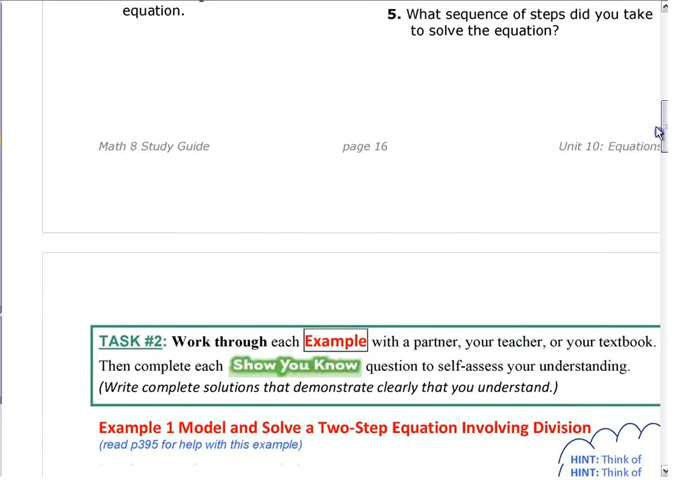 equation.
5. What sequence of steps did you take
to solve the equation?
Math 8 Study Guide page 16 Unit 10: Equations
TASK #2: Work through each Example with a partner, your teacher, or your textbook.
Then complete each Show You Know question to self-assess your understanding.
(Write complete solutions that demonstrate clearly that you understand.)
Example 1 Model and Solve a Two-Step Equation Involving Division
(read p395 for help with this example)
HINT: Think of
HINT: Think of